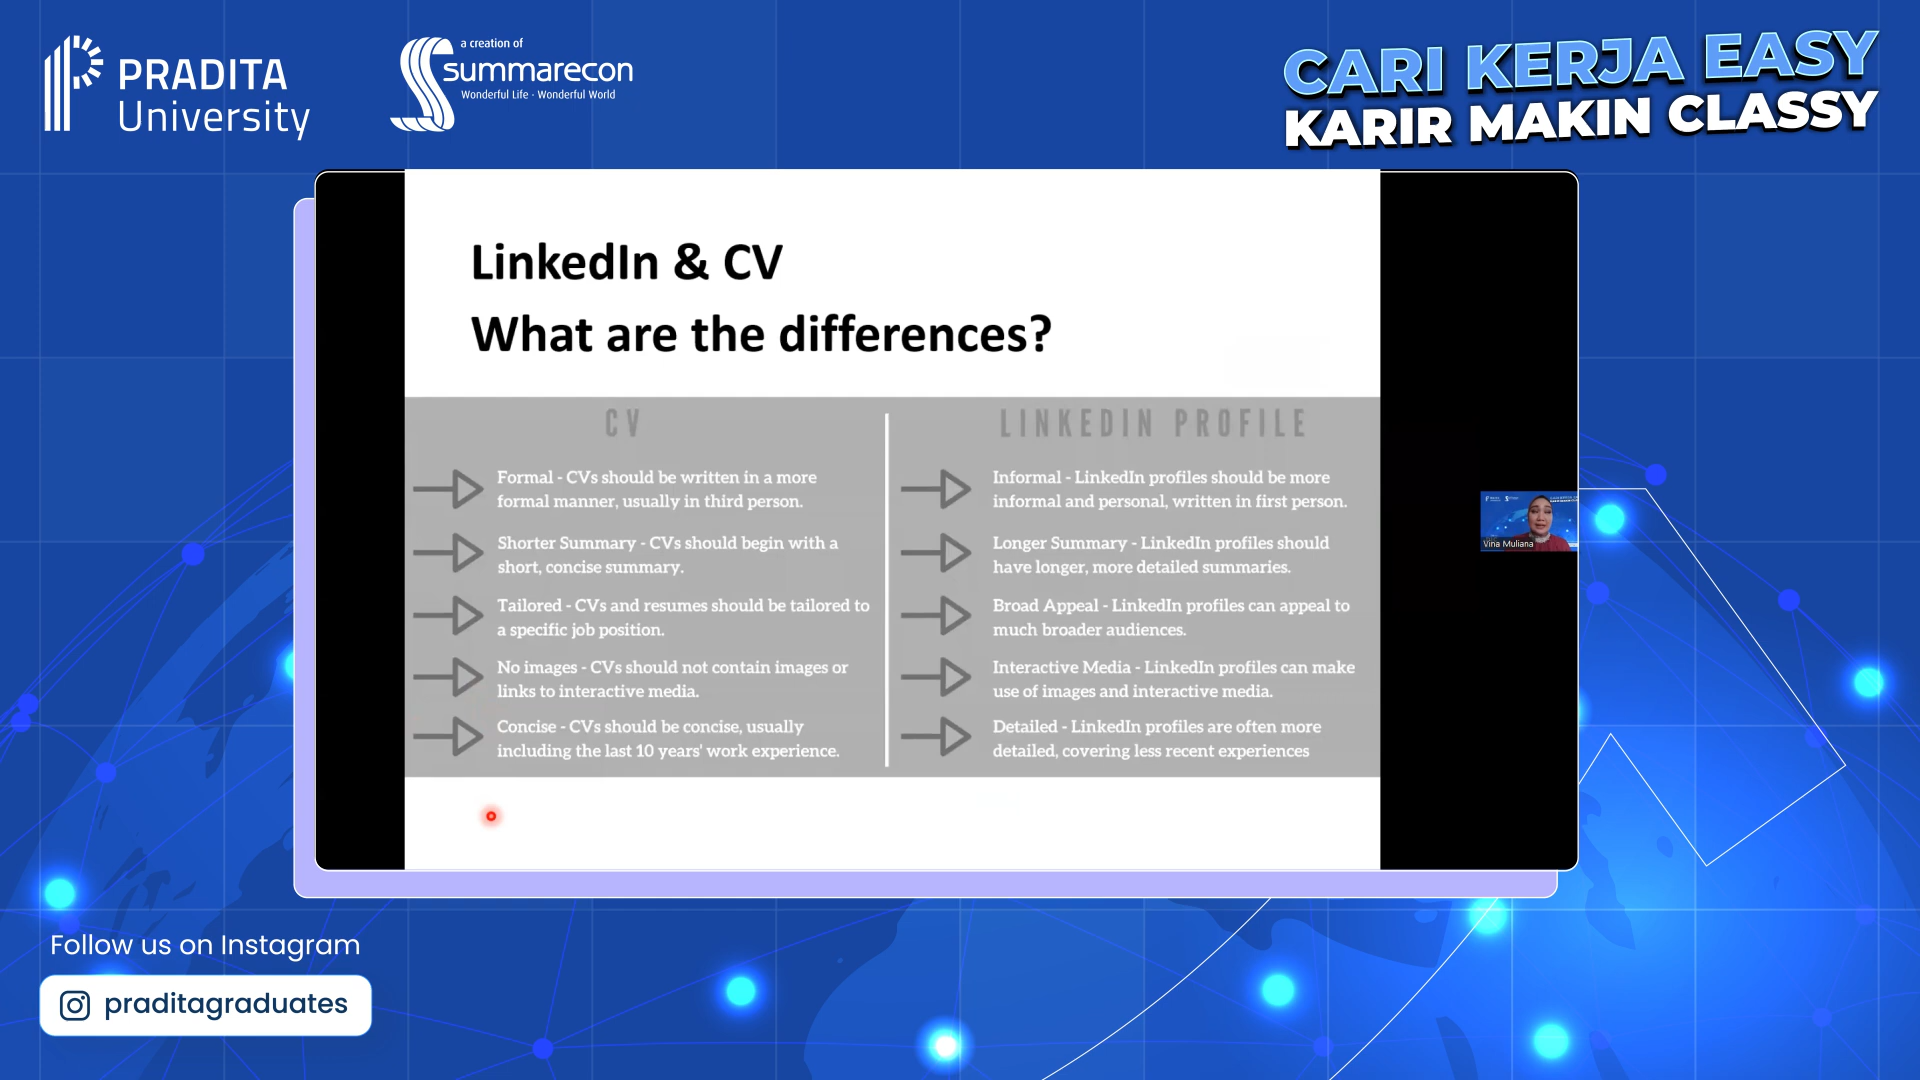 PRADITA
University
a creation of
summarecon
Wonderful Life · Wonderful World
CARI KERJA EASY
KARIR MAKIN CLASSY
LinkedIn & CV
What are the differences?
CV
Formal - CVs should be written in a more
formal manner, usually in third person.
Shorter Summary - CVs should begin with a
short, concise summary.
Tailored - CVs and resumes should be tailored to
a specific job position.
No images - CVs should not contain images or
links to interactive media.
Concise - CVs should be concise, usually
including the last 10 years' work experience.
LINKEDIN PROFILE
Informal - LinkedIn profiles should be more
informal and personal, written in first person.
Longer Summary - LinkedIn profiles should
have longer, more detailed summaries.
Broad Appeal - LinkedIn profiles can appeal to
much broader audiences.
Interactive Media - LinkedIn profiles can make
use of images and interactive media.
Detailed - LinkedIn profiles are often more
detailed, covering less recent experiences
Vina Muliana
Follow us on Instagram
praditagraduates